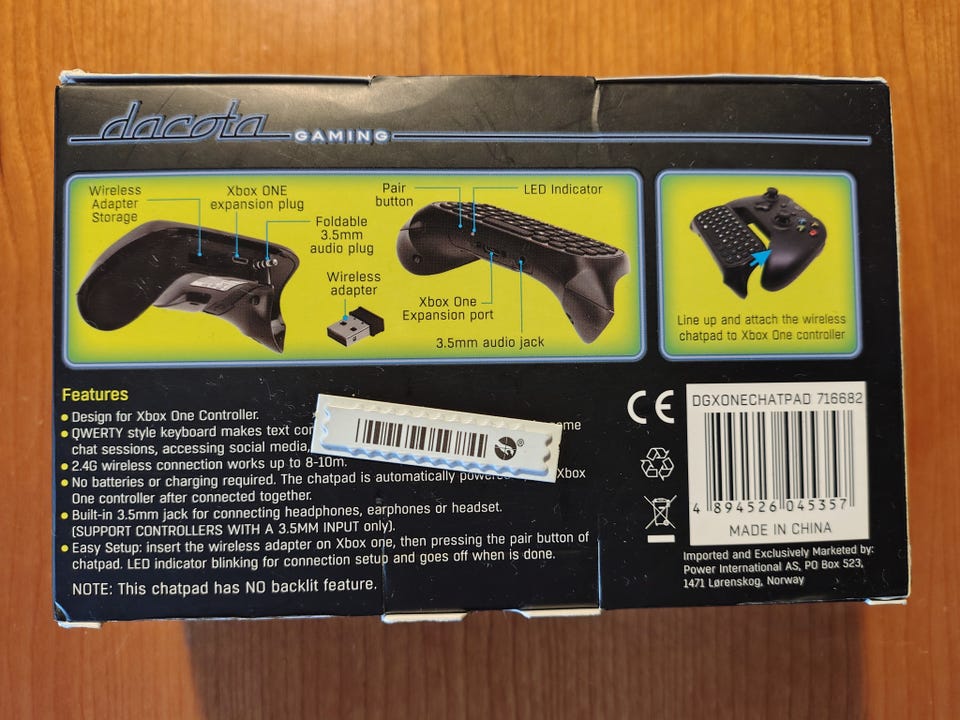 dacota GAMING
Wireless
Adapter
Storage
Xbox ONE
expansion plug
Foldable
3.5mm
audio plug
Wireless
adapter
Pair
button
LED Indicator
Xbox One
Expansion port
3.5mm audio jack
Line up and attach the wireless
chatpad to Xbox One controller
Features
Design for Xbox One Controller.
QWERTY style keyboard makes text
chat sessions, accessing social media,
2.4G wireless connection works up to 8-10m.
No batteries or charging required. The chatpad is automatically Xbox
One controller after connected together.
Built-in 3.5mm jack for connecting headphones, earphones or headset.
(SUPPORT CONTROLLERS WITH A 3.5MM INPUT only).
Easy Setup: insert the wireless adapter on Xbox one, then pressing the pair button of
chatpad. LED indicator blinking for connection setup and goes off when is done.
NOTE: This chatpad has NO backlit feature.
®
CE
DGXONECHATPAD 716682
4 894526 045357
MADE IN CHINA
Imported and Exclusively Marketed by:
Power International AS, PO Box 523,
1471 Lørenskog, Norway